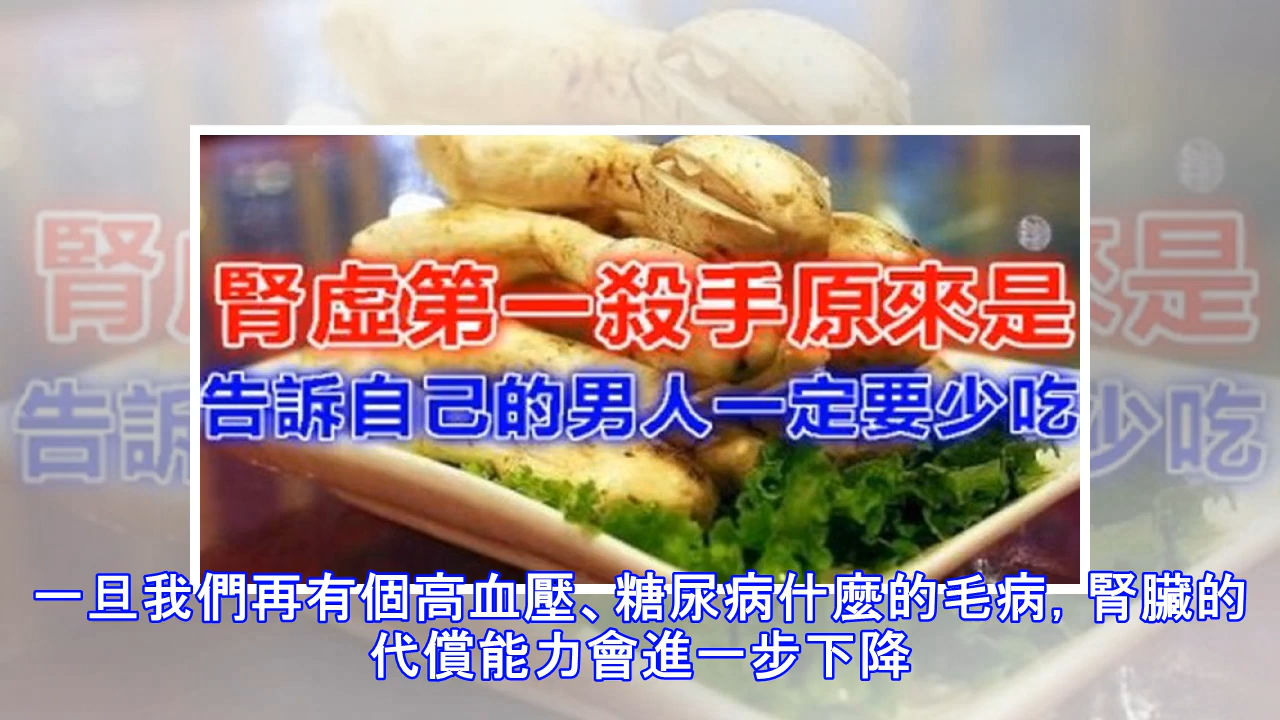 腎虛第一殺手原來是
告訴自己的男人一定要少吃
一旦我們再有個高血壓、糖尿病什麼的毛病，腎臟的
代償能力會進一步下降